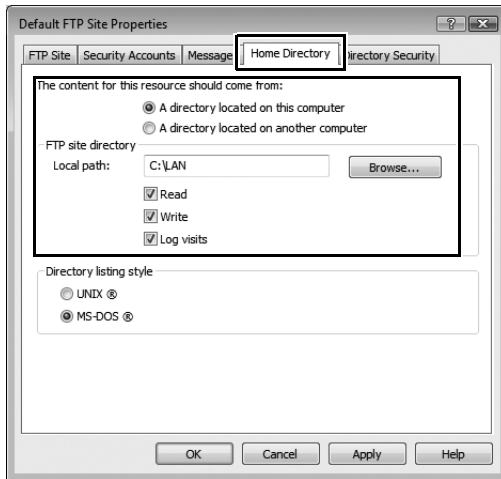 Default FTP Site Properties
FTP Site Security Accounts Message Home Directory Directory Security
The content for this resource should come from:
A directory located on this computer
A directory located on another computer
FTP site directory
Local path: C:\LAN Browse...
Read
Write
Log visits
Directory listing style
UNIX ®
MS-DOS ®
OK Cancel Apply Help